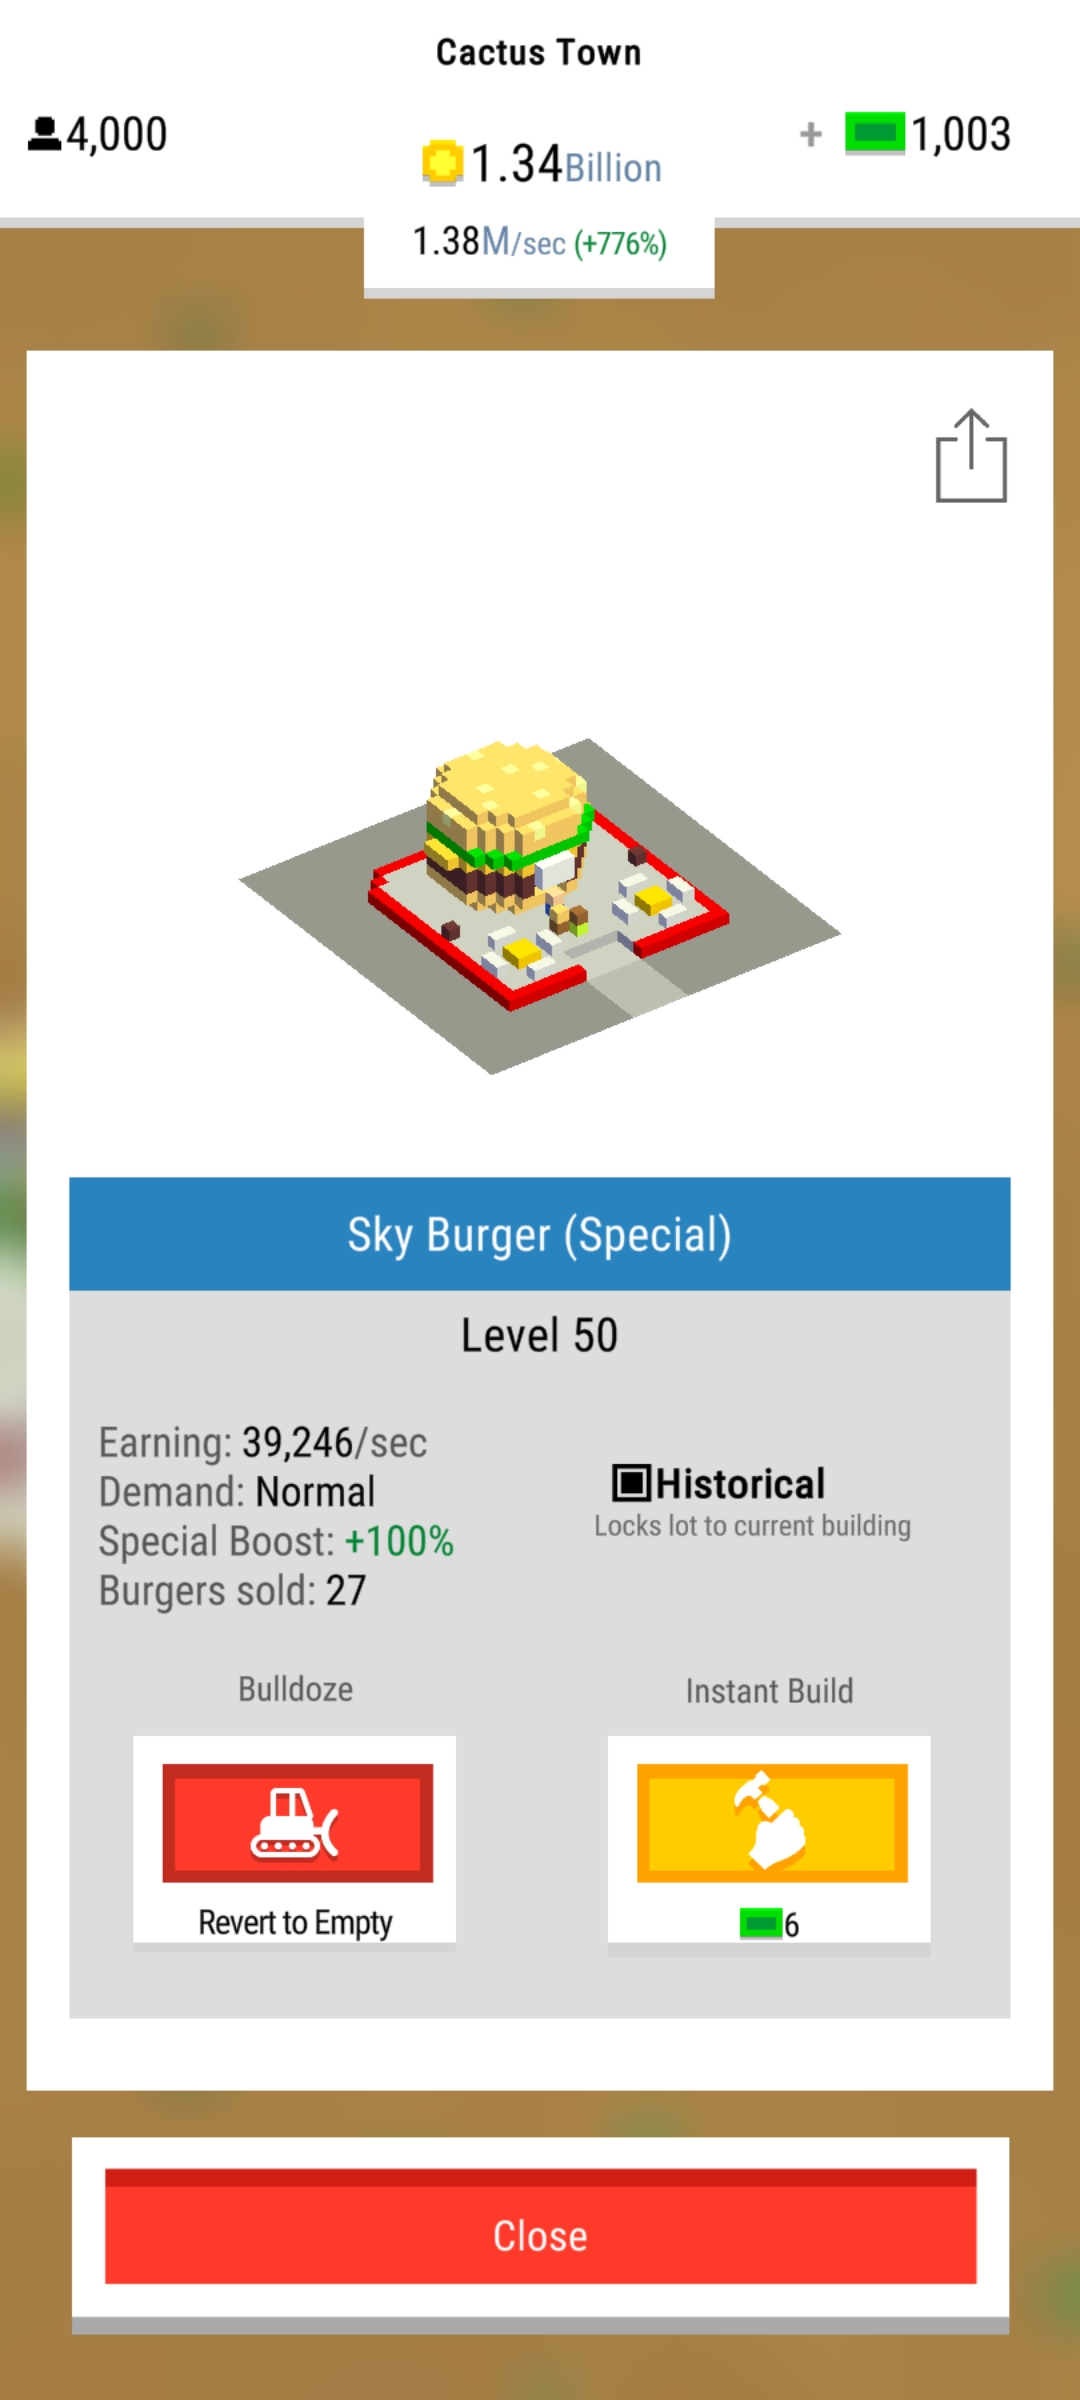 Cactus Town
4,000
1.34Billion
+ 1,003
1.38M/sec (+776%)
Sky Burger (Special)
Level 50
Earning: 39,246/sec
Demand: Normal
Special Boost: +100%
Burgers sold: 27
Historical
Locks lot to current building
Bulldoze
Revert to Empty
Instant Build
6
Close